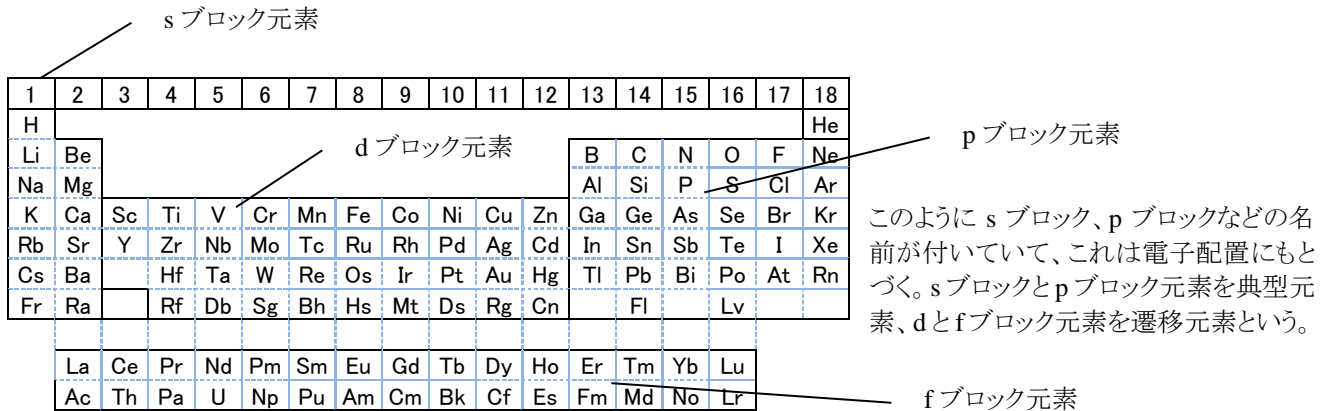 s ブロック元素
1 2 3 4 5 6 7 8 9 10 11 12 13 14 15 16 17 18
H He
d ブロック元素
p ブロック元素
Li Be B C N O F Ne
Na Mg Al Si P S Cl Ar
K Ca Sc Ti V Cr Mn Fe Co Ni Cu Zn Ga Ge As Se Br Kr
Rb Sr Y Zr Nb Mo Tc Ru Rh Pd Ag Cd In Sn Sb Te I Xe
Cs Ba Hf Ta W Re Os Ir Pt Au Hg Tl Pb Bi Po At Rn
Fr Ra Rf Db Sg Bh Hs Mt Ds Rg Cn Fl Lv
このように s ブロック、p ブロックなどの名
前が付いていて、これは電子配置にもと
づく。s ブロックと p ブロック元素を典型元
素、d と f ブロック元素を遷移元素という。
La Ce Pr Nd Pm Sm Eu Gd Tb Dy Ho Er Tm Yb Lu
Ac Th Pa U Np Pu Am Cm Bk Cf Es Fm Md No Lr
f ブロック元素